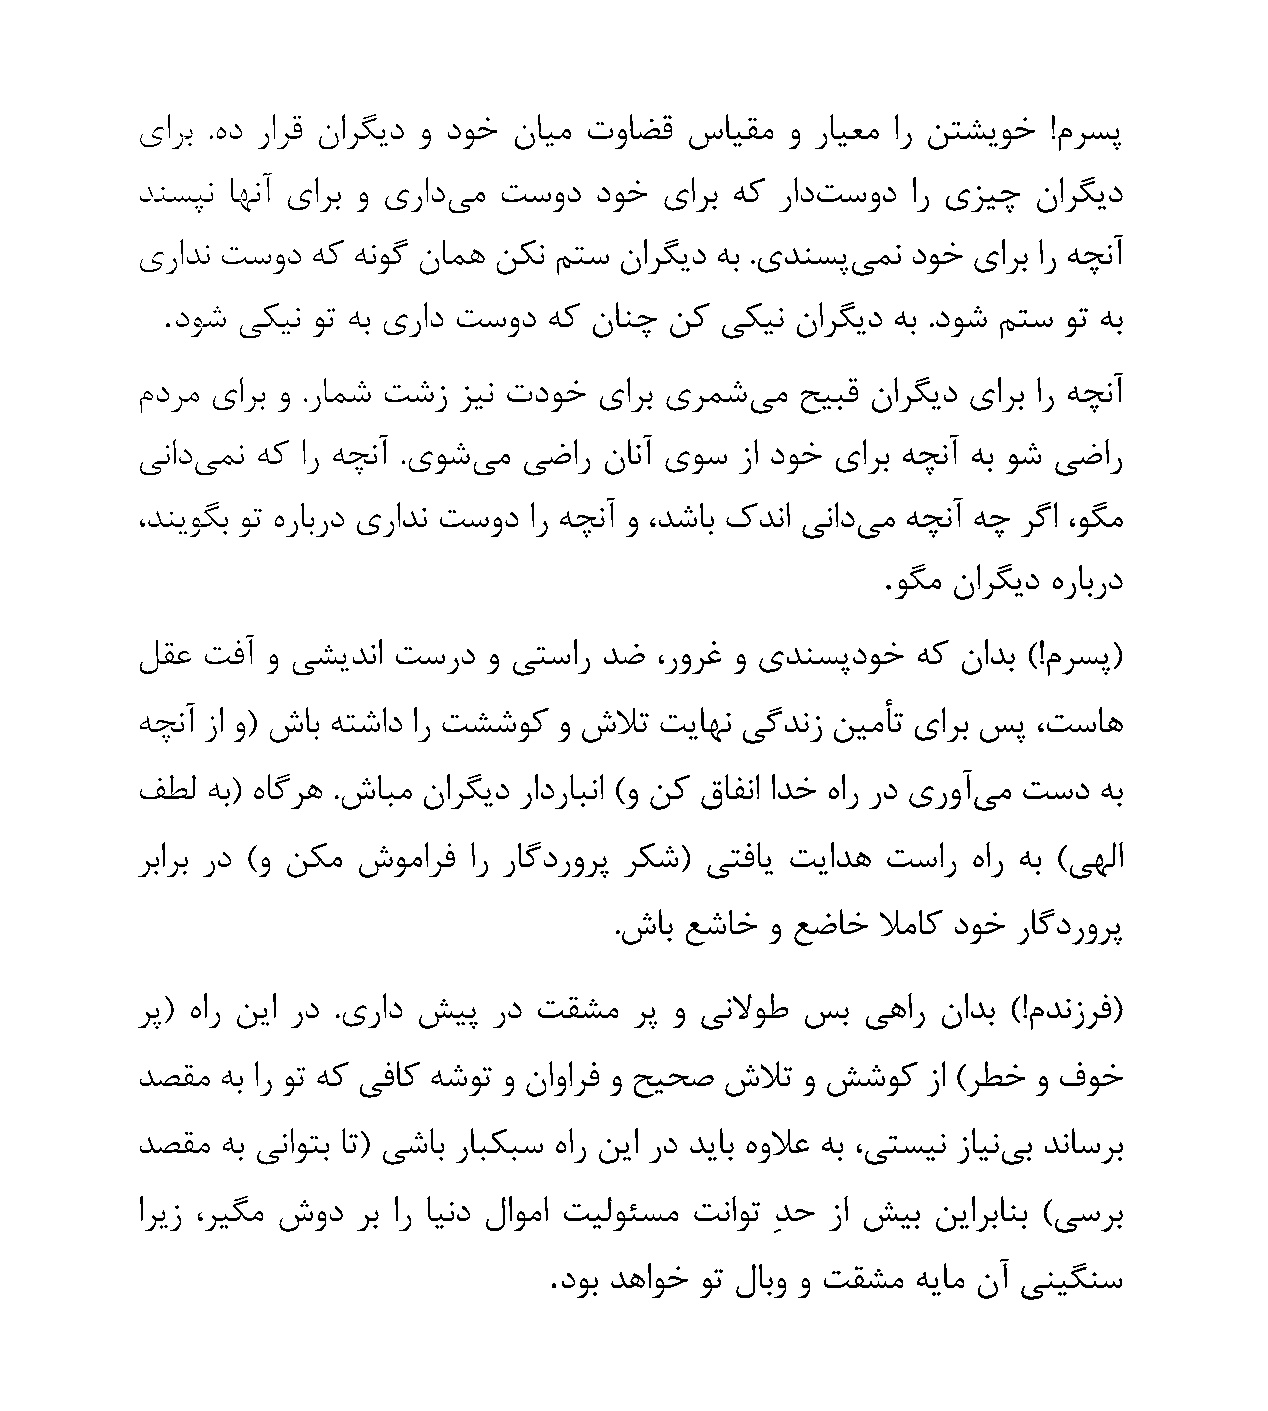 پسرم! خویشتن را معیار و مقیاس قضاوت میان خود و دیگران قرار ده. برای
دیگران چیزی را دوست‌دار که برای خود دوست می‌داری و برای آنها نپسند
آنچه را برای خود نمی‌پسندی. به دیگران ستم نکن همان گونه که دوست نداری
به تو ستم شود. به دیگران نیکی کن چنان که دوست داری به تو نیکی شود.
آنچه را برای دیگران قبیح می‌شمری برای خودت نیز زشت شمار. و برای مردم
راضی شو به آنچه برای خود از سوی آنان راضی می‌شوی. آنچه را که نمی‌دانی
مگو، اگر چه آنچه می‌دانی اندک باشد، و آنچه را دوست نداری درباره تو بگویند،
درباره دیگران مگو.
(پسرم!) بدان که خودپسندی و غرور، ضد راستی و درست اندیشی و آفت عقل
هاست، پس برای تأمین زندگی نهایت تلاش و کوششت را داشته باش (و از آنچه
به دست می‌آوری در راه خدا انفاق کن و) انباردار دیگران مباش. هرگاه (به لطف
الهی) به راه راست هدایت یافتی (شکر پروردگار را فراموش مکن و) در برابر
پروردگار خود کاملا خاضع و خاشع باش.
(فرزندم!) بدان راهی بس طولانی و پر مشقت در پیش داری. در این راه (پر
خوف و خطر) از کوشش و تلاش صحیح و فراوان و توشه کافی که تو را به مقصد
برساند بی‌نیاز نیستی، به علاوه باید در این راه سبکبار باشی (تا بتوانی به مقصد
برسی) بنابراین بیش از حدِ توانت مسئولیت اموال دنیا را بر دوش مگیر، زیرا
سنگینی آن مایه مشقت و وبال تو خواهد بود.